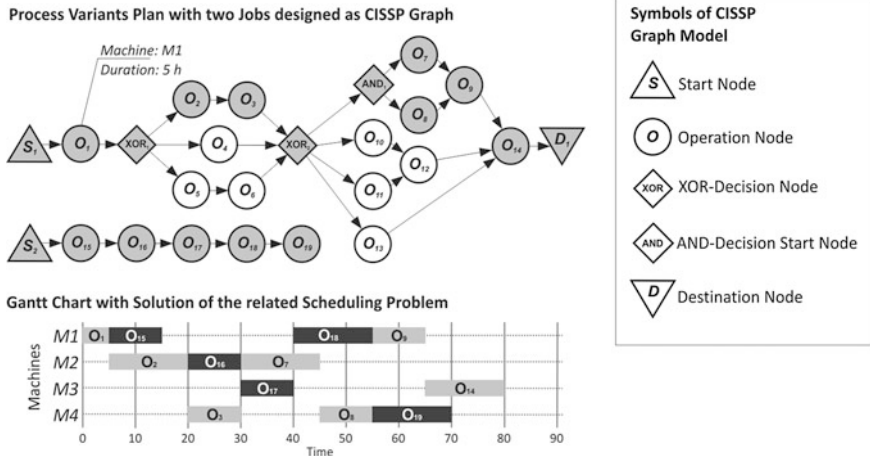 Process Variants Plan with two Jobs designed as CISSP Graph
Machine: M1
Duration: 5 h
S₁ O₁ XOR₁ O₂ O₃ O₄ O₅ O₆ XOR₂ AND₁ O₇ O₈ O₉ O₁₀ O₁₁ O₁₂ O₁₃ O₁₄ D₁
S₂ O₁₅ O₁₆ O₁₇ O₁₈ O₁₉
Symbols of CISSP
Graph Model
S Start Node
O Operation Node
XOR XOR-Decision Node
AND AND-Decision Start Node
D Destination Node
Gantt Chart with Solution of the related Scheduling Problem
Machines
M1 O₁ O₁₅ O₁₈ O₉
M2 O₂ O₁₆ O₇
M3 O₁₇ O₁₄
M4 O₃ O₈ O₁₉
0 10 20 30 40 50 60 70 80 90
Time